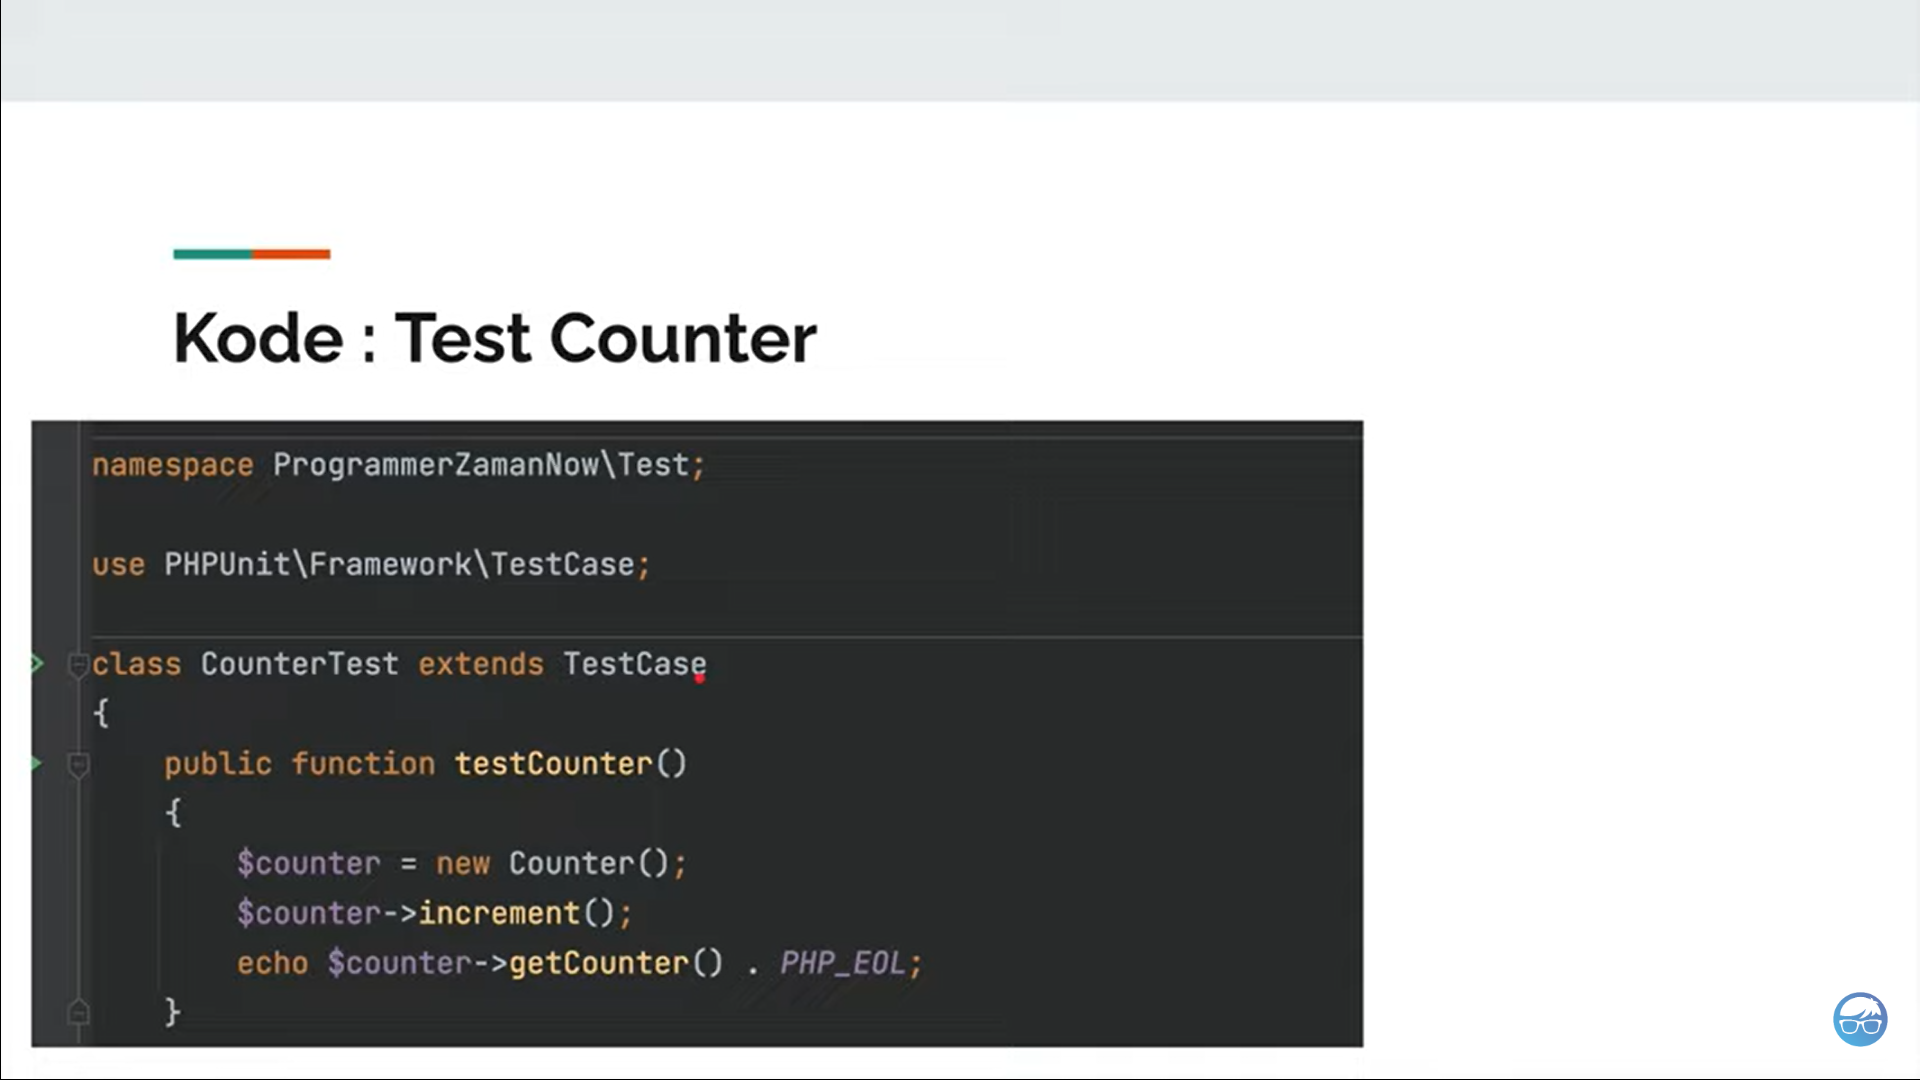 Kode : Test Counter
namespace ProgrammerZamanNow\Test;
use PHPUnit\Framework\TestCase;
class CounterTest extends TestCase
{
public function testCounter()
{
$counter = new Counter();
$counter->increment();
echo $counter->getCounter() . PHP_EOL;
}